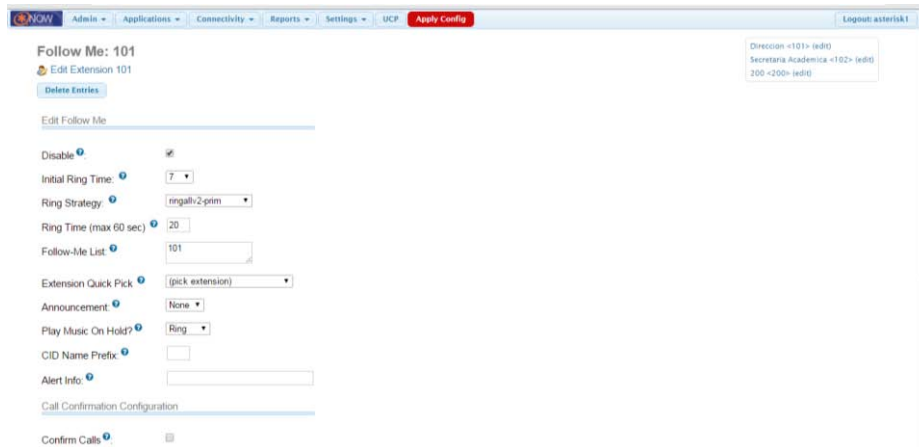 NOW Admin Applications Connectivity Reports Settings UCP Apply Config Logout: asterisk1
Follow Me: 101
Edit Extension 101
Delete Entries
Direccion <101> (edit)
Secretaria Academica <102> (edit)
200 <200> (edit)
Edit Follow Me
Disable ?:
Initial Ring Time: ? 7
Ring Strategy: ? ringallv2-prim
Ring Time (max 60 sec) ? 20
Follow-Me List: ? 101
Extension Quick Pick ? (pick extension)
Announcement: ? None
Play Music On Hold? ? Ring
CID Name Prefix: ?
Alert Info: ?
Call Confirmation Configuration
Confirm Calls ?: